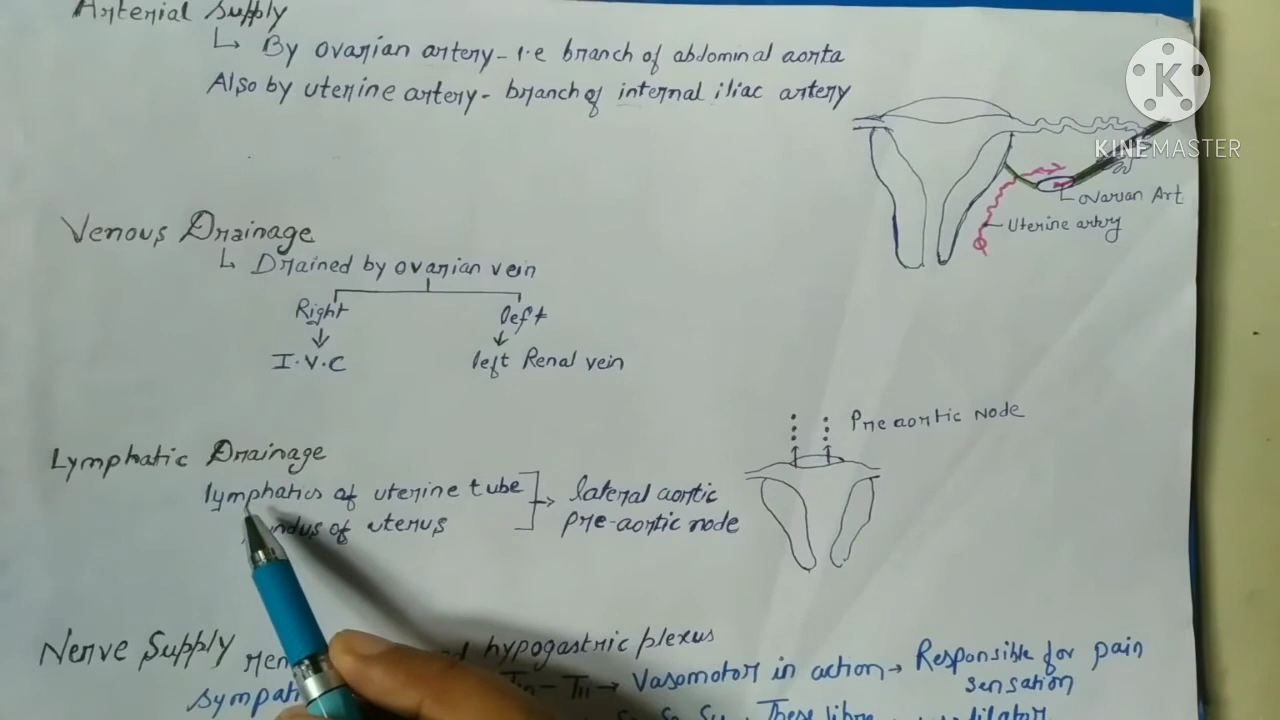 Arterial Supply
↳ By ovarian artery - i.e branch of abdominal aorta
Also by uterine artery - branch of internal iliac artery
K
KINEMASTER
ovarian Art
Uterine artery
Venous Drainage
↳ Drained by ovarian vein
Right left
I.V.C left Renal vein
Pre aortic Node
Lymphatic Drainage
lymphatics of uterine tube → lateral aortic
of uterus pre-aortic node
Nerve Supply hypogastric plexus
T11 → Vasomotor in action → Responsible for pain
sensation
These